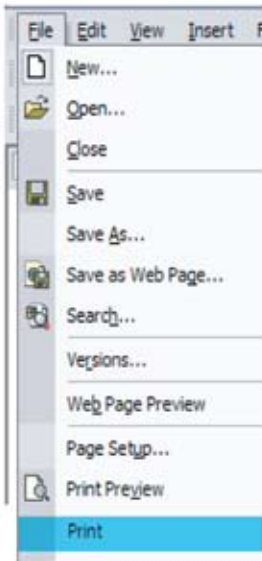 File Edit View Insert
New...
Open...
Close
Save
Save As...
Save as Web Page...
Search...
Versions...
Web Page Preview
Page Setup...
Print Preview
Print